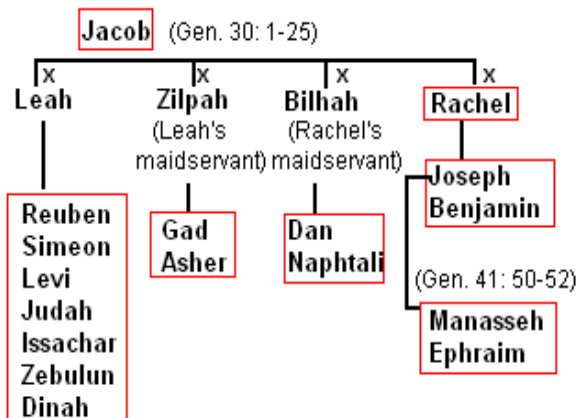 Jacob (Gen. 30: 1-25)
x x x x
Leah Zilpah Bilhah Rachel
(Leah's (Rachel's
maidservant) maidservant)
Joseph
Benjamin
Reuben
Simeon
Levi
Judah
Issachar
Zebulun
Dinah
Gad
Asher
Dan
Naphtali
(Gen. 41: 50-52)
Manasseh
Ephraim